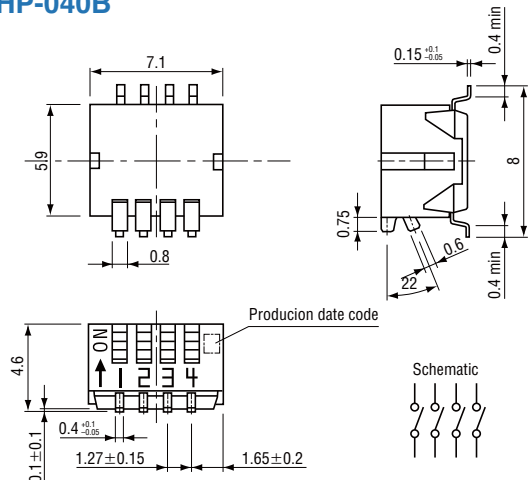 HP-040B
7.1
5.9
0.8
0.15 +0.1 -0.05
0.4 min
8
0.75
0.6
22
0.4 min
Producion date code
4.6
ON
1 2 3 4
0.1±0.1
0.4 +0.1 -0.05
1.27±0.15
1.65±0.2
Schematic